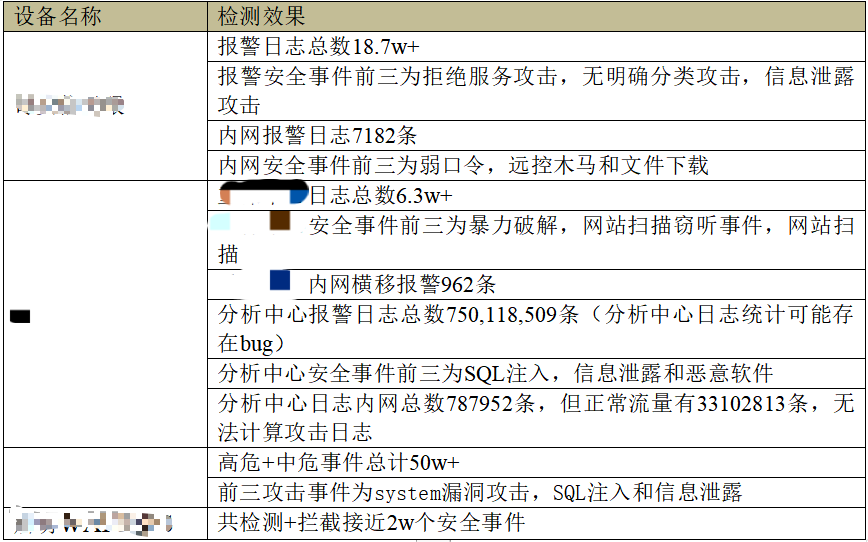 设备名称 检测效果
报警日志总数18.7w+
报警安全事件前三为拒绝服务攻击，无明确分类攻击，信息泄露
攻击
内网报警日志7182条
内网安全事件前三为弱口令，远控木马和文件下载
日志总数6.3w+
安全事件前三为暴力破解，网站扫描窃听事件，网站扫
描
内网横移报警962条
分析中心报警日志总数750,118,509条（分析中心日志统计可能存
在bug）
分析中心安全事件前三为SQL注入，信息泄露和恶意软件
分析中心日志内网总数787952条，但正常流量有33102813条，无
法计算攻击日志
高危+中危事件总计50w+
前三攻击事件为system漏洞攻击，SQL注入和信息泄露
共检测+拦截接近2w个安全事件